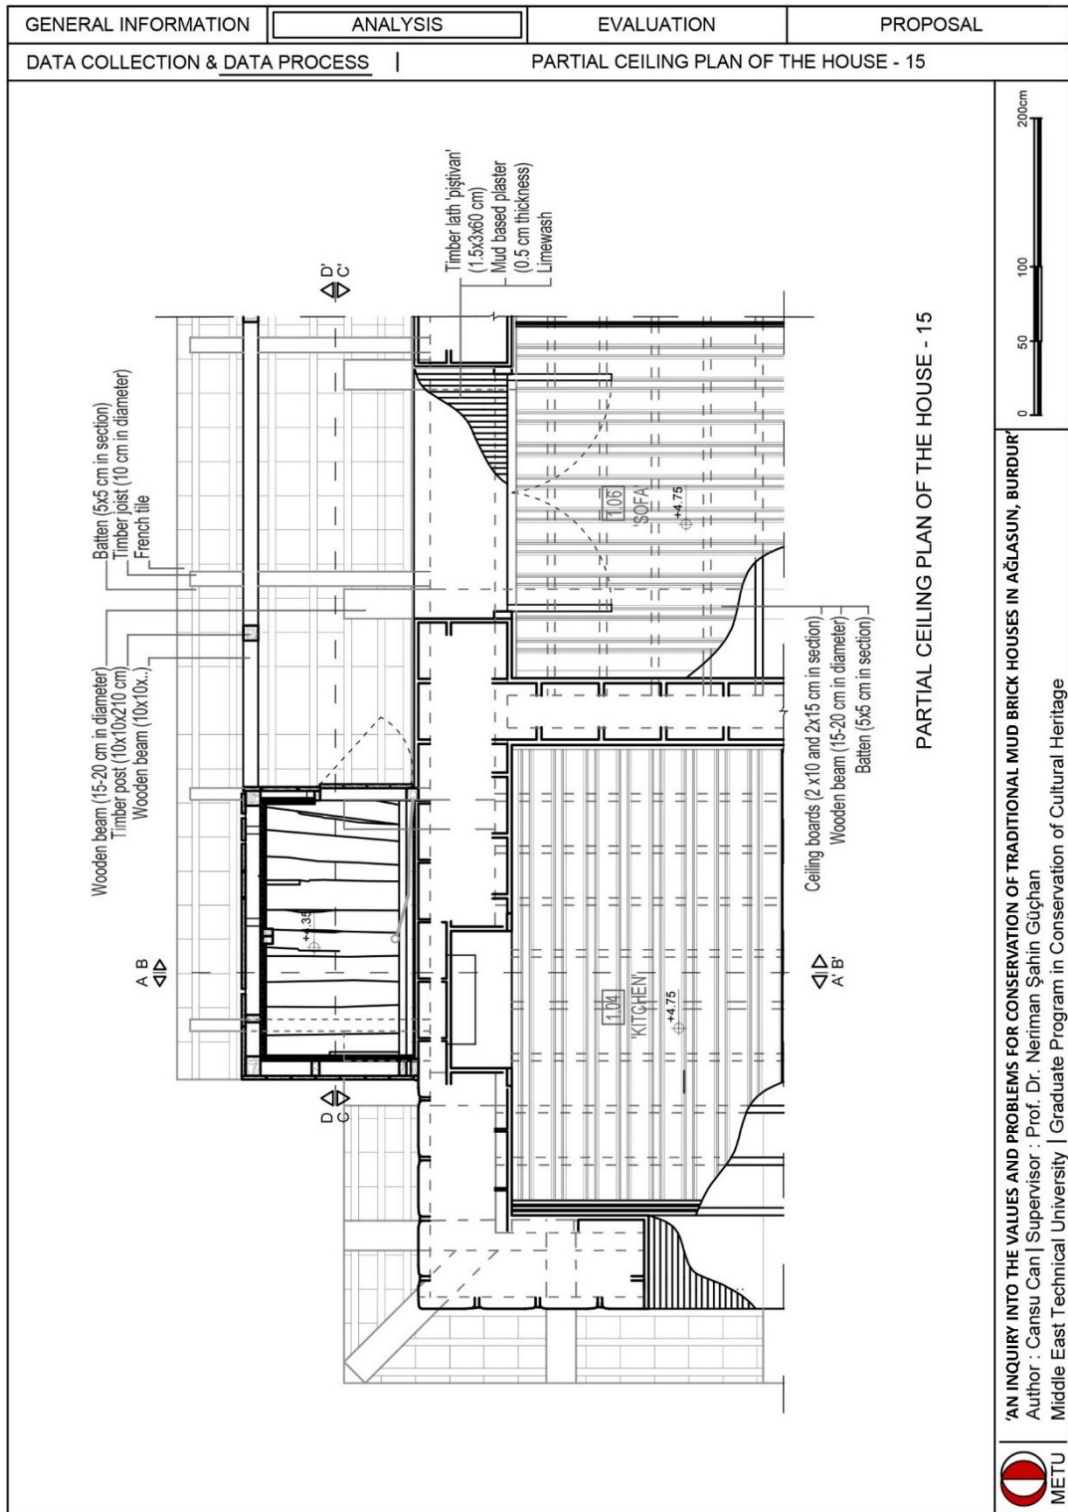 GENERAL INFORMATION
ANALYSIS
EVALUATION
PROPOSAL
DATA COLLECTION & DATA PROCESS |
PARTIAL CEILING PLAN OF THE HOUSE - 15
Batten (5x5 cm in section)
Timber joist (10 cm in diameter)
French tile
Wooden beam (15-20 cm in diameter)
Timber post (10x10x210 cm)
Wooden beam (10x10x..)
Timber lath 'piştivan'
(1.5x3x60 cm)
Mud based plaster
(0.5 cm thickness)
Limewash
A B
D'
C'
D
C
+4.35
1.04
'KITCHEN'
+4.75
1.06
'SOFA'
+4.75
A' B'
Ceiling boards (2 x10 and 2x15 cm in section)
Wooden beam (15-20 cm in diameter)
Batten (5x5 cm in section)
PARTIAL CEILING PLAN OF THE HOUSE - 15
0 50 100 200cm
METU
'AN INQUIRY INTO THE VALUES AND PROBLEMS FOR CONSERVATION OF TRADITIONAL MUD BRICK HOUSES IN AĞLASUN, BURDUR'
Author : Cansu Can | Supervisor : Prof. Dr. Neriman Şahin Güçhan
Middle East Technical University | Graduate Program in Conservation of Cultural Heritage